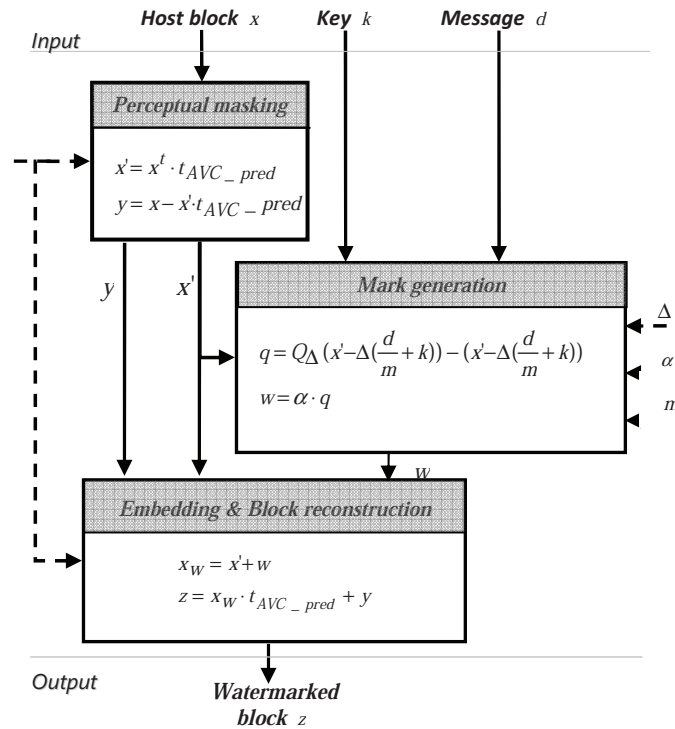 Host block x Key k Message d
Input
Perceptual masking
x' = x^t · t_AVC_pred
y = x − x'·t_AVC_pred
y x'
Mark generation
Δ
q = Q_Δ (x'-Δ(d/m + k)) − (x'-Δ(d/m + k))
α
w = α · q
m
w
Embedding & Block reconstruction
x_w = x' + w
z = x_w · t_AVC_pred + y
Output
Watermarked
block z